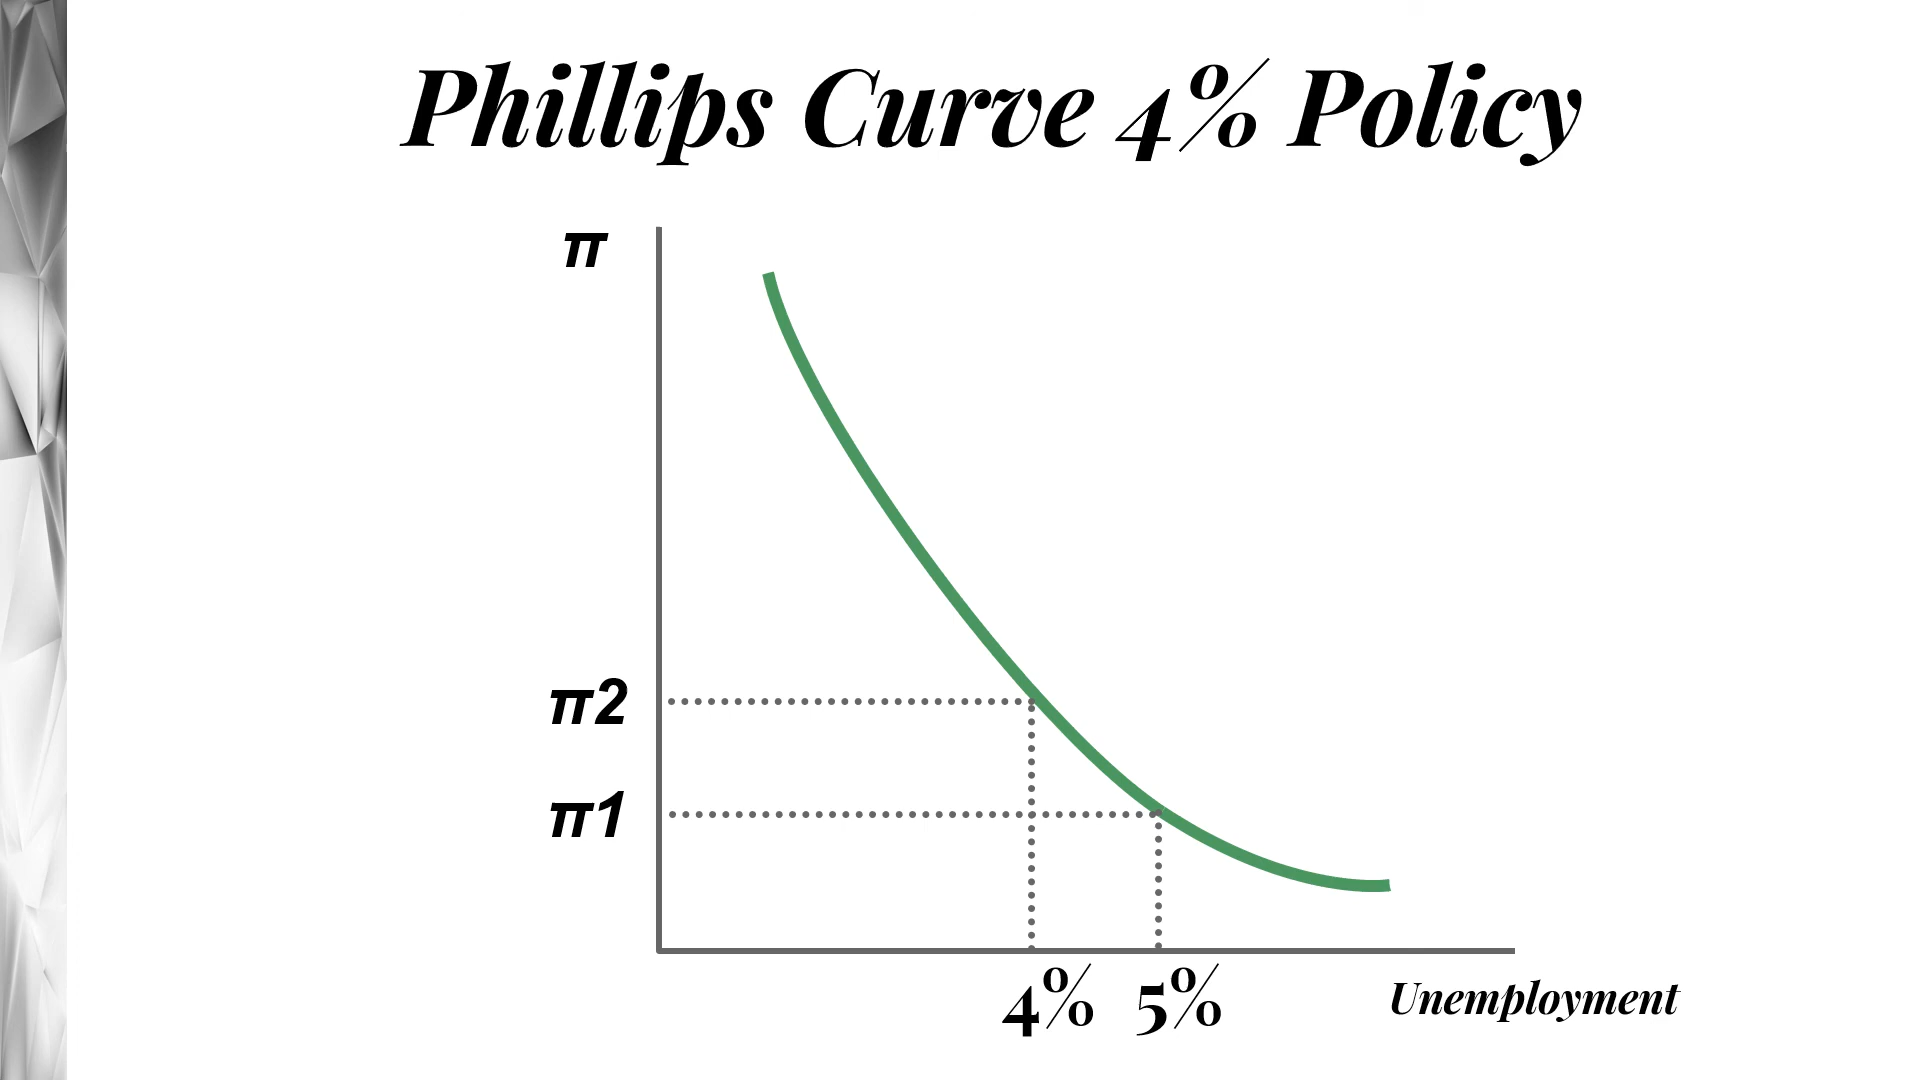 Phillips Curve 4% Policy
π
π2
π1
4% 5%
Unemployment